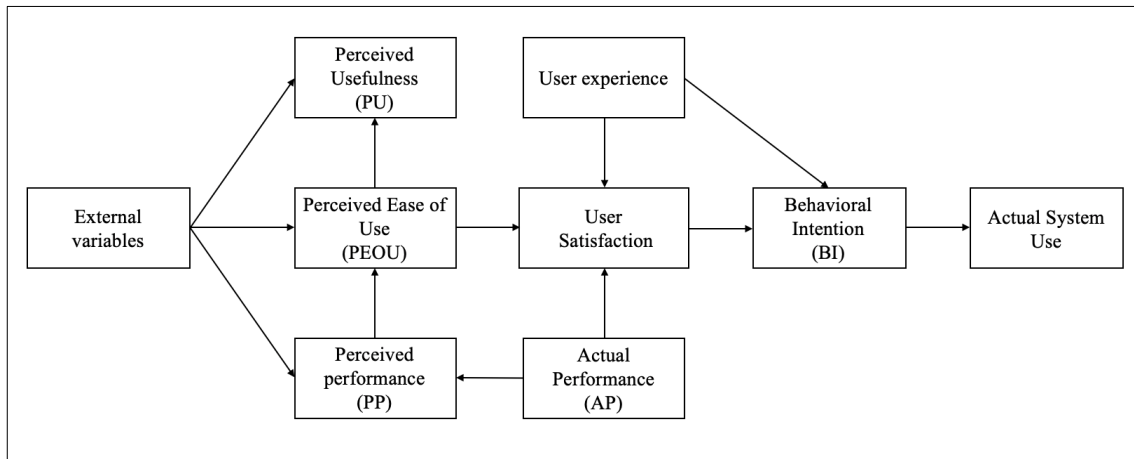 Perceived
Usefulness
(PU)
User experience
External
variables
Perceived Ease of
Use
(PEOU)
User
Satisfaction
Behavioral
Intention
(BI)
Actual System
Use
Perceived
performance
(PP)
Actual
Performance
(AP)